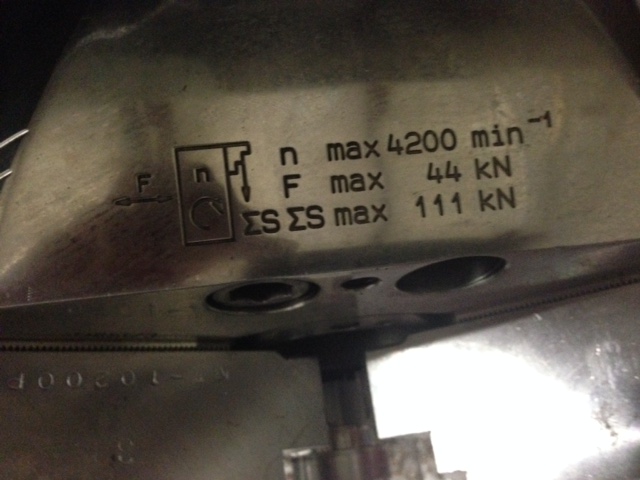 n max 4200 min⁻¹
F n F max 44 kN
ΣS ΣS max 111 kN